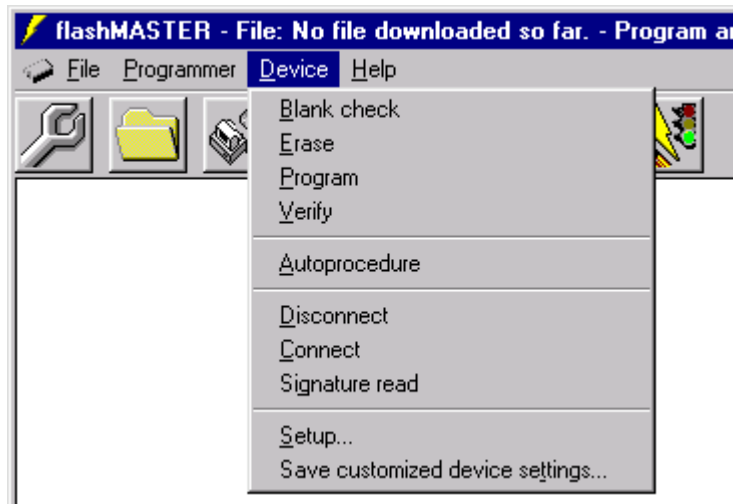 flashMASTER - File: No file downloaded so far. - Program
File Programmer Device Help
Blank check
Erase
Program
Verify
Autoprocedure
Disconnect
Connect
Signature read
Setup...
Save customized device settings...